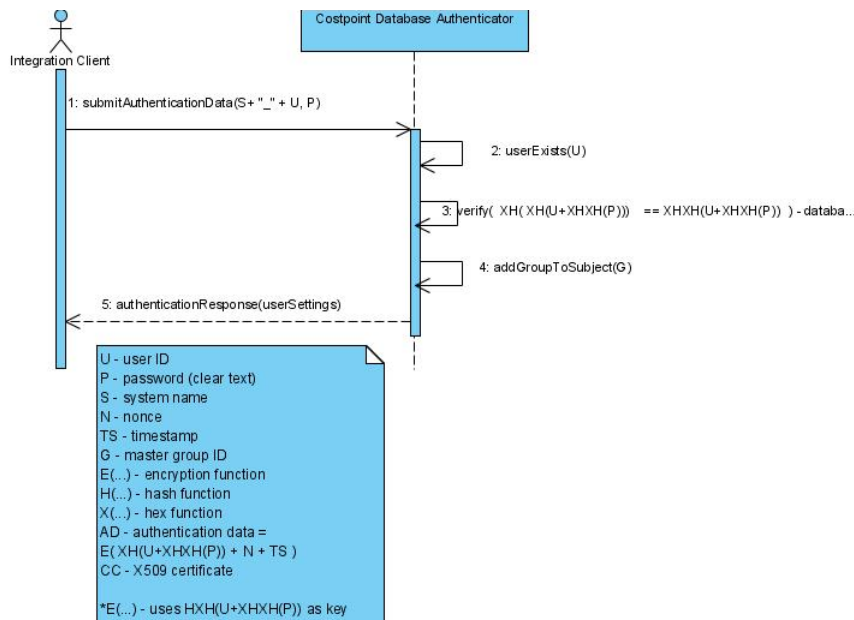 Costpoint Database Authenticator
Integration Client
1: submitAuthenticationData(S+ "_" + U, P)
2: userExists(U)
3: verify( XH( XH(U+XHXH(P))) == XHXH(U+XHXH(P)) ) - databa...
4: addGroupToSubject(G)
5: authenticationResponse(userSettings)
U - user ID
P - password (clear text)
S - system name
N - nonce
TS - timestamp
G - master group ID
E(...) - encryption function
H(...) - hash function
X(...) - hex function
AD - authentication data =
E( XH(U+XHXH(P)) + N + TS )
CC - X509 certificate
*E(...) - uses HXH(U+XHXH(P)) as key